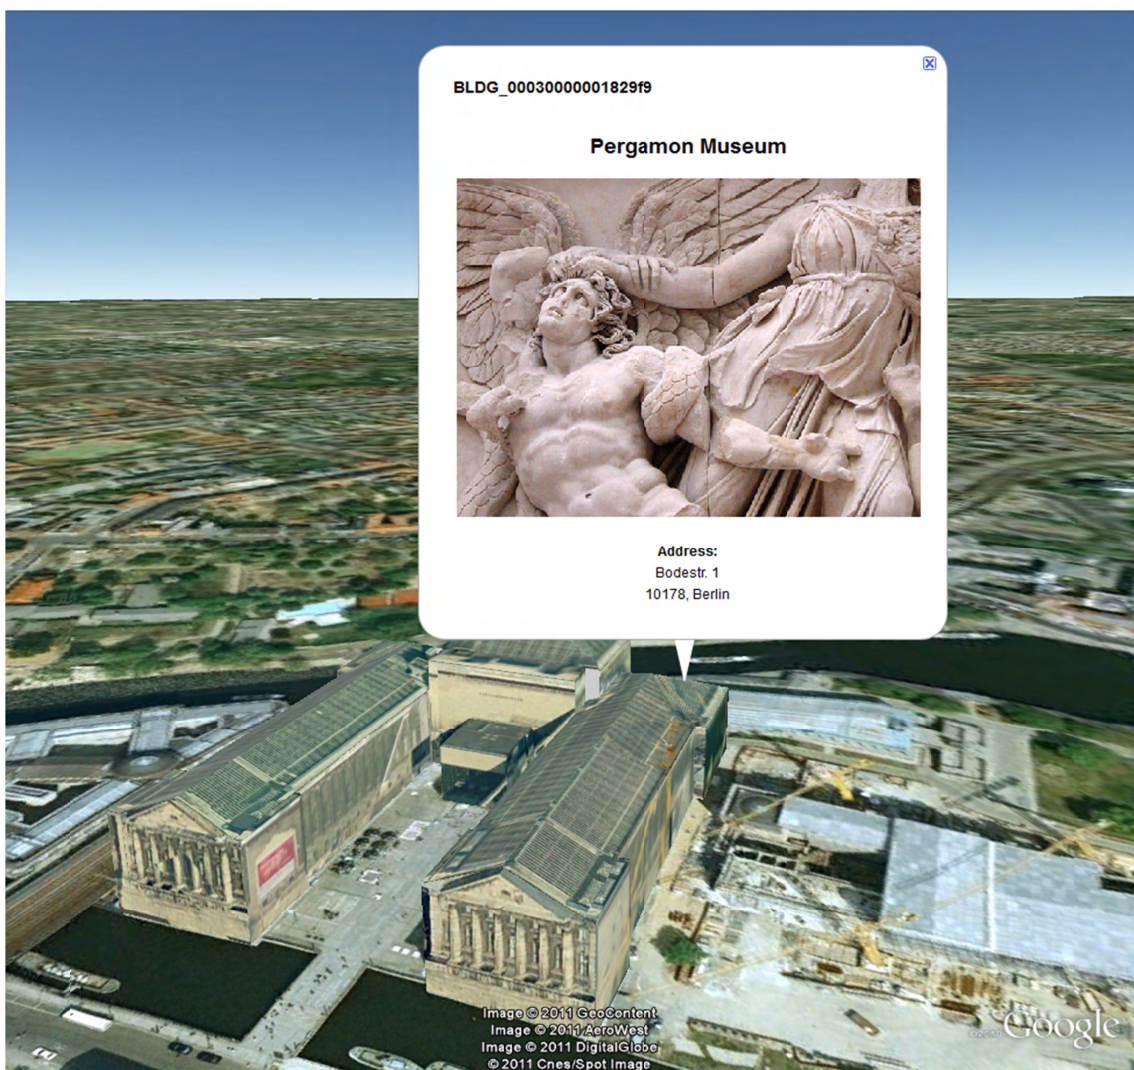 BLDG_00030000001829f9
Pergamon Museum
Address:
Bodestr. 1
10178, Berlin
Image © 2011 GeoContent
Image © 2011 AeroWest
Image © 2011 DigitalGlobe
© 2011 Cnes/Spot Image
Google